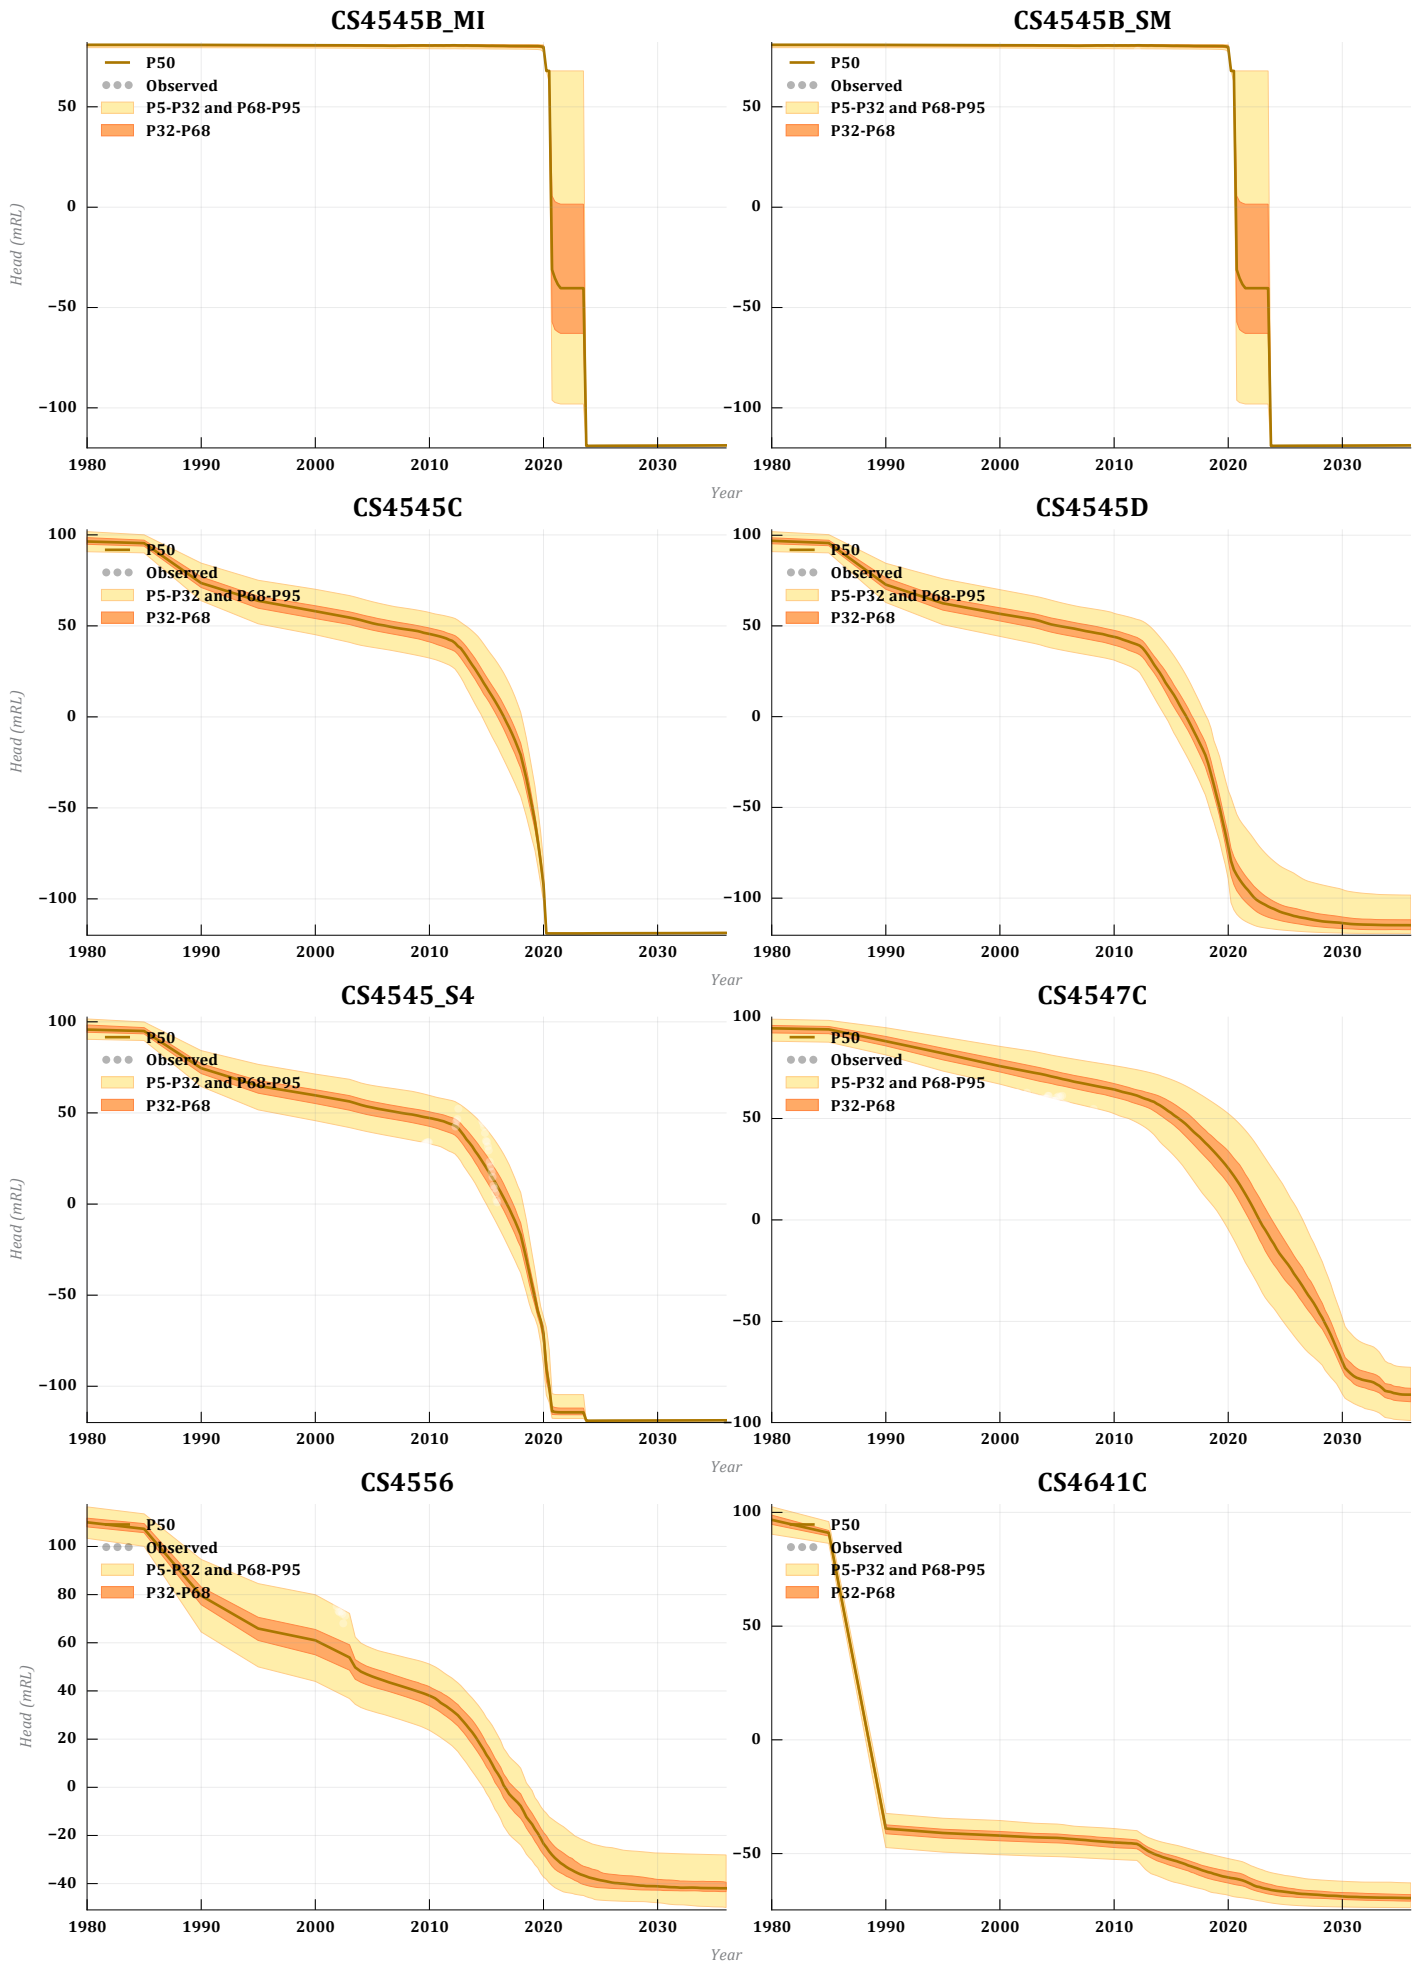 CS4545B_MI
CS4545B_SM
P50
Observed
P5-P32 and P68-P95
P32-P68
50
0
−50
−100
Head (mRL)
1980 1990 2000 2010 2020 2030
P50
Observed
P5-P32 and P68-P95
P32-P68
50
0
−50
−100
1980 1990 2000 2010 2020 2030
Year
CS4545C
CS4545D
P50
Observed
P5-P32 and P68-P95
P32-P68
100
50
0
−50
−100
Head (mRL)
1980 1990 2000 2010 2020 2030
P50
Observed
P5-P32 and P68-P95
P32-P68
100
50
0
−50
−100
1980 1990 2000 2010 2020 2030
Year
CS4545_S4
CS4547C
P50
Observed
P5-P32 and P68-P95
P32-P68
100
50
0
−50
−100
Head (mRL)
1980 1990 2000 2010 2020 2030
P50
Observed
P5-P32 and P68-P95
P32-P68
100
50
0
−50
−100
1980 1990 2000 2010 2020 2030
Year
CS4556
CS4641C
P50
Observed
P5-P32 and P68-P95
P32-P68
100
80
60
40
20
0
−20
−40
Head (mRL)
1980 1990 2000 2010 2020 2030
P50
Observed
P5-P32 and P68-P95
P32-P68
100
50
0
−50
1980 1990 2000 2010 2020 2030
Year